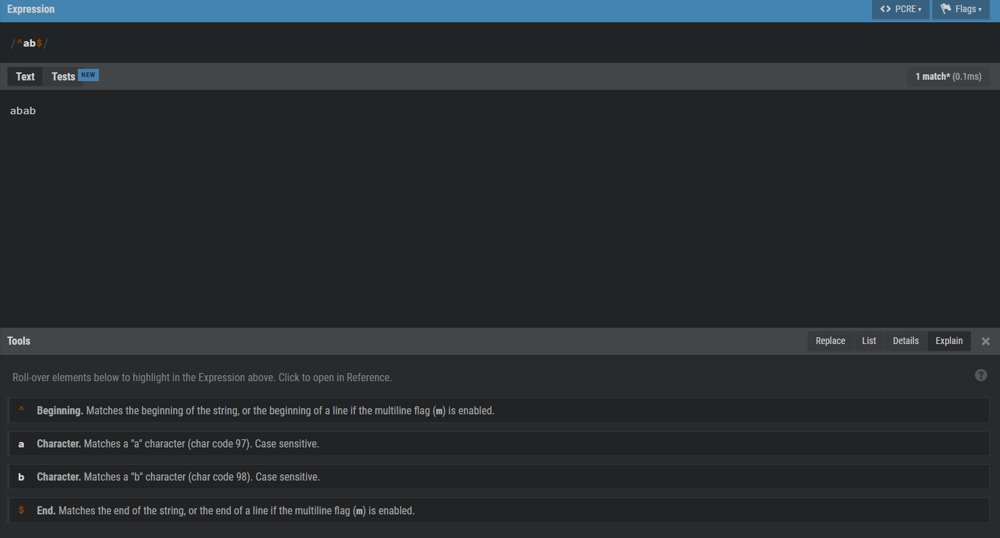 Expression
<> PCRE ▾
Flags ▾
/^ab$/
Text
Tests NEW
1 match* (0.1ms)
abab
Tools
Replace
List
Details
Explain
×
Roll-over elements below to highlight in the Expression above. Click to open in Reference.
?
^ Beginning. Matches the beginning of the string, or the beginning of a line if the multiline flag (m) is enabled.
a Character. Matches a "a" character (char code 97). Case sensitive.
b Character. Matches a "b" character (char code 98). Case sensitive.
$ End. Matches the end of the string, or the end of a line if the multiline flag (m) is enabled.